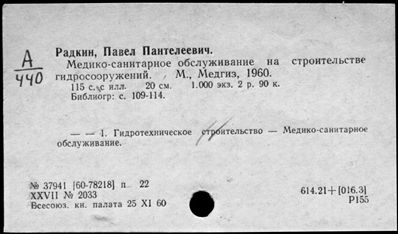 А
440
Радкин, Павел Пантелеевич.
Медико-санитарное обслуживание на строительстве
гидросооружений. М., Медгиз, 1960.
115 с. с илл. 20 см. 1.000 экз. 2 р. 90 к.
Библиогр: с. 109-114.
— — 1. Гидротехническое строительство — Медико-санитарное
обслуживание.
№ 37941 [60-78218] п 22
XXVII № 2033
Всесоюз. кн. палата 25 XI 60
614.21+[016.3]
Р155